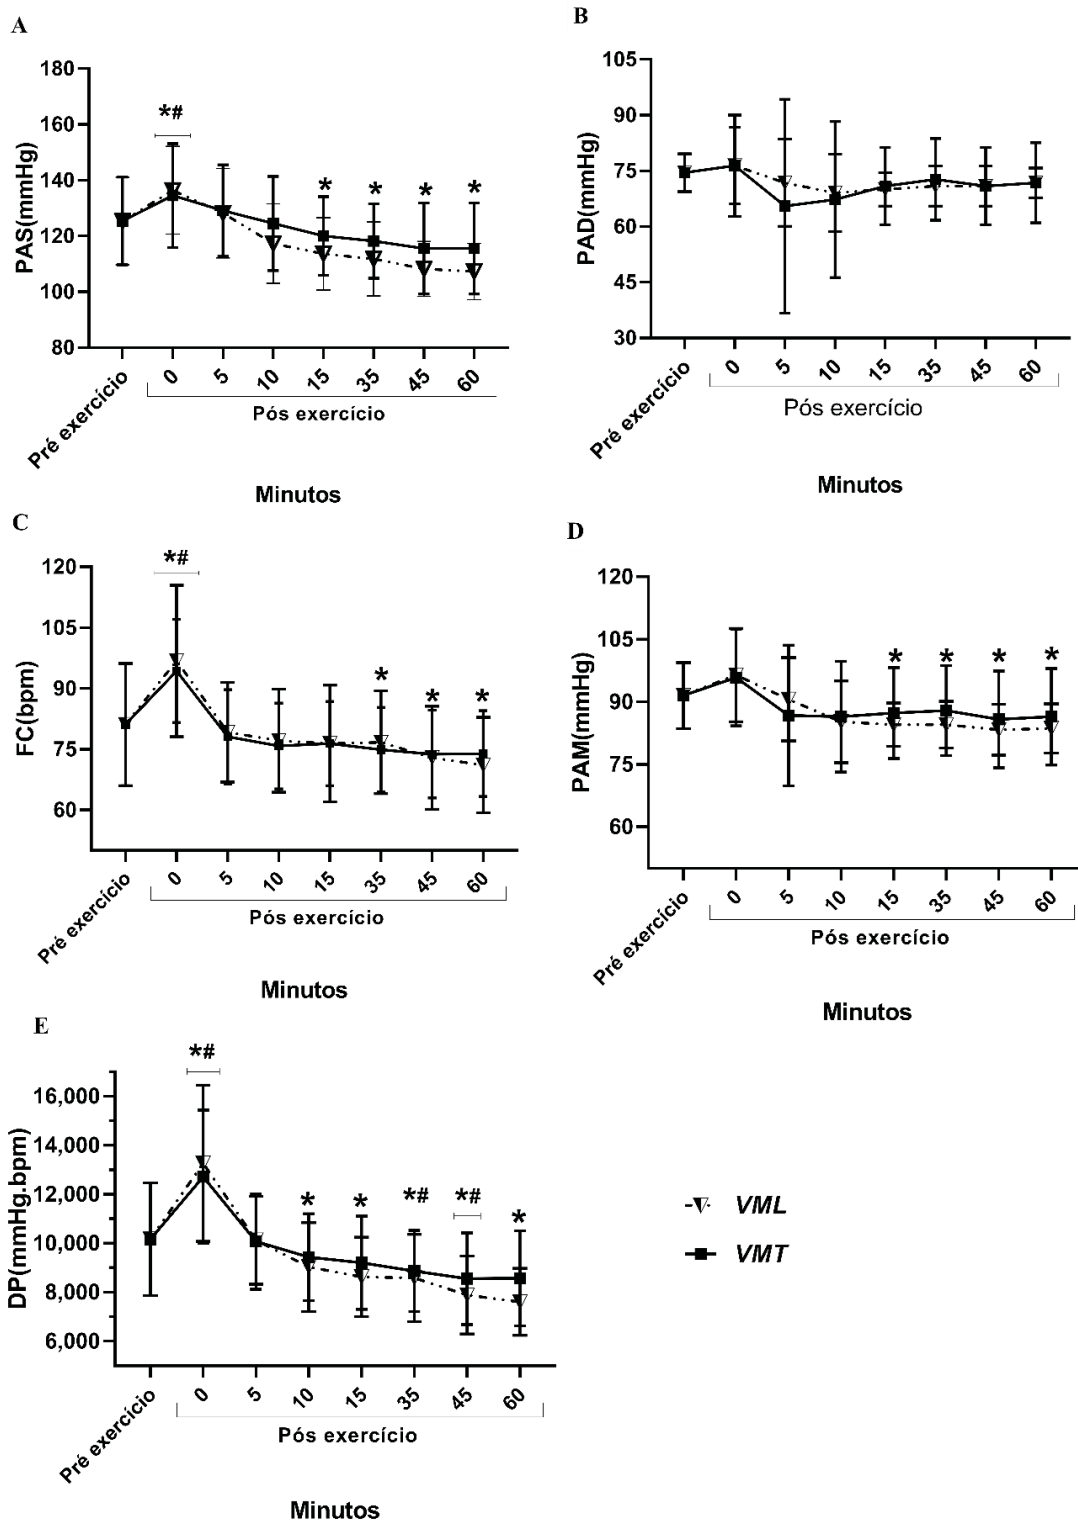 A
PAS(mmHg)
180
160
140
120
100
80
*#
* * * *
Pré exercício 0 5 10 15 35 45 60
Pós exercício
Minutos
B
PAD(mmHg)
105
90
75
60
45
30
Pré exercício 0 5 10 15 35 45 60
Pós exercício
Minutos
C
FC(bpm)
120
105
90
75
60
*#
* * *
Pré exercício 0 5 10 15 35 45 60
Pós exercício
Minutos
D
PAM(mmHg)
120
105
90
75
60
* * * *
Pré exercício 0 5 10 15 35 45 60
Pós exercício
Minutos
E
DP(mmHg.bpm)
16,000
14,000
12,000
10,000
8,000
6,000
*#
* * *# *# *
Pré exercício 0 5 10 15 35 45 60
Pós exercício
Minutos
VML
VMT